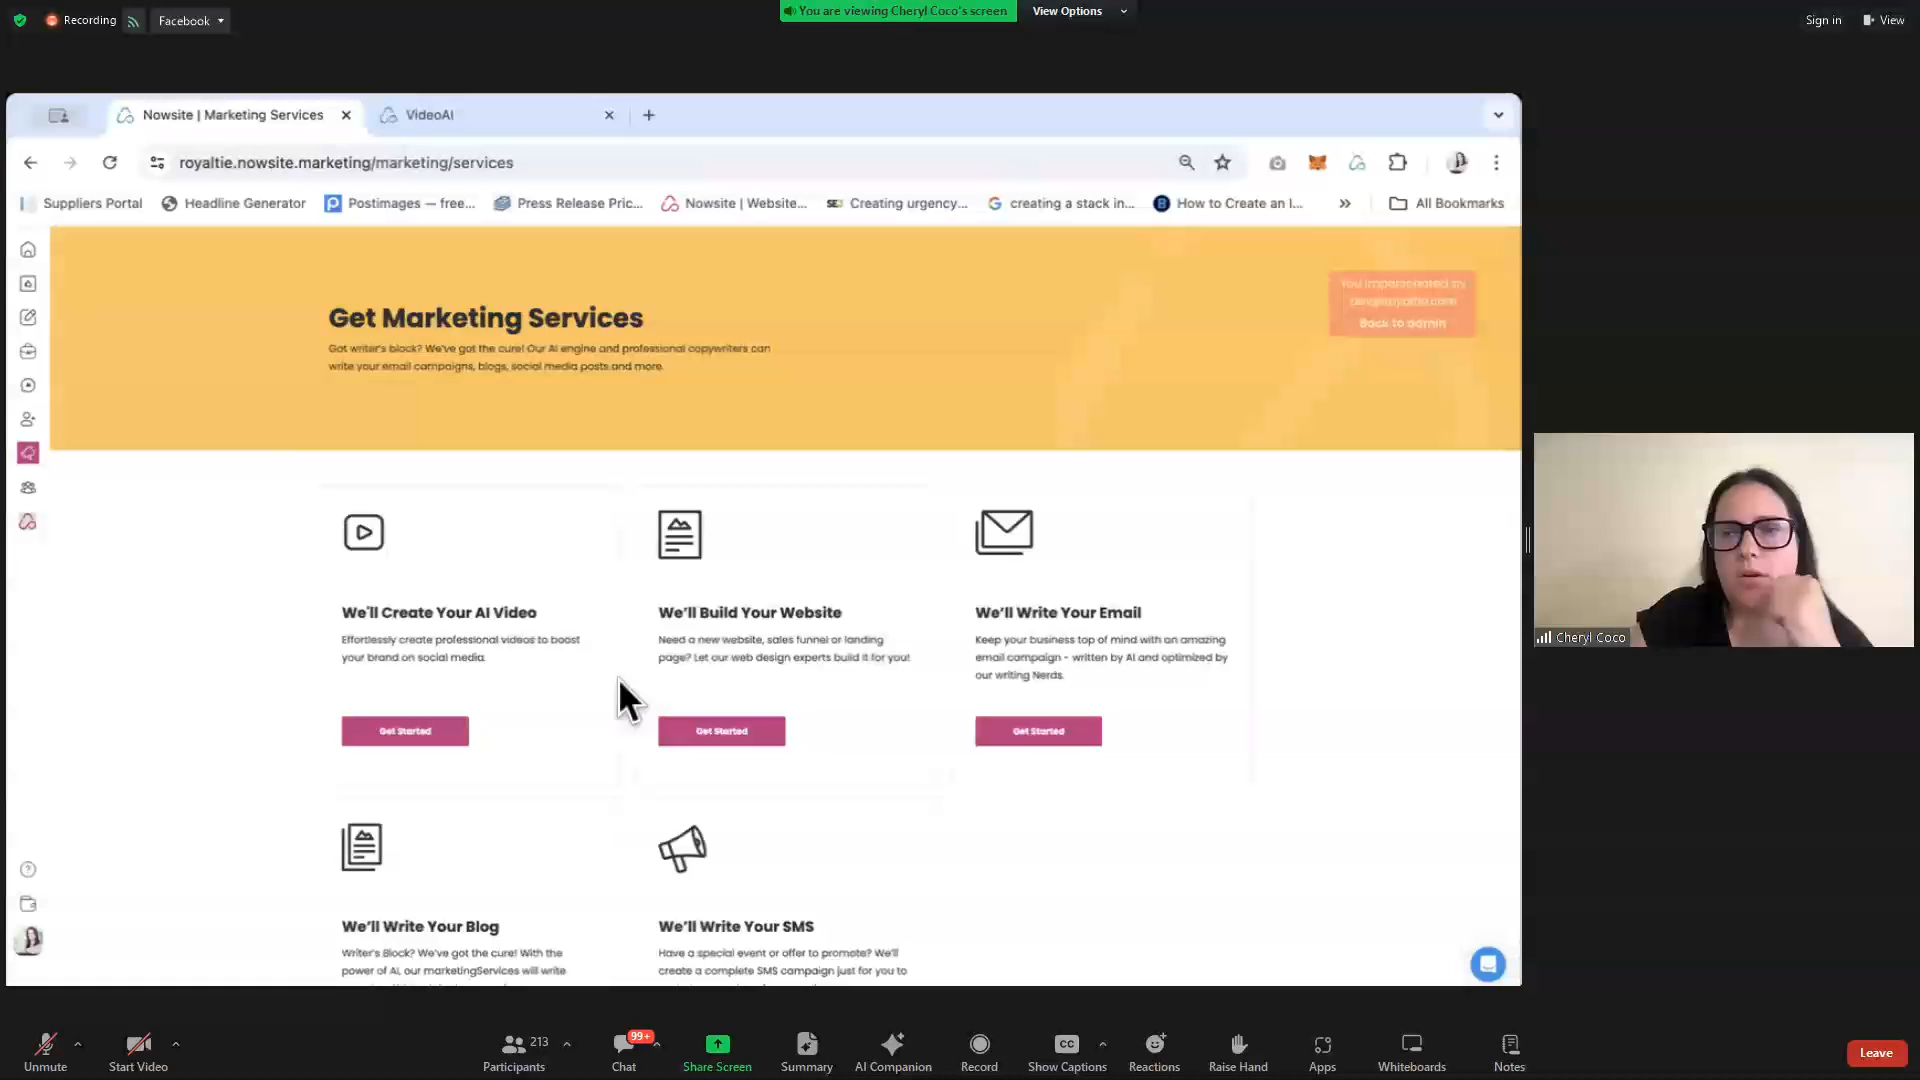 Recording
Facebook
You are viewing Cheryl Coco's screen
View Options
Sign in
View
Nowsite | Marketing Services
VideoAI
royaltie.nowsite.marketing/marketing/services
Suppliers Portal
Headline Generator
Postimages — free...
Press Release Pric...
Nowsite | Website...
Creating urgency,...
creating a stack in...
How to Create an I...
All Bookmarks
Get Marketing Services
Got writer's block? We've got the cure! Our AI engine and professional copywriters can
write your email campaigns, blogs, social media posts and more.
You impersonated by
Back to admin
We'll Create Your AI Video
Effortlessly create professional videos to boost
your brand on social media.
Get Started
We'll Build Your Website
Need a new website, sales funnel or landing
page? Let our web design experts build it for you!
Get Started
We'll Write Your Email
Keep your business top of mind with an amazing
email campaign - written by AI and optimized by
our writing Nerds.
Get Started
We'll Write Your Blog
Writer's Block? We've got the cure! With the
power of AI, our marketingServices will write
We'll Write Your SMS
Have a special event or offer to promote? We'll
create a complete SMS campaign just for you to
Cheryl Coco
Unmute
Start Video
213
Participants
99+
Chat
Share Screen
Summary
AI Companion
Record
CC
Show Captions
Reactions
Raise Hand
Apps
Whiteboards
Notes
Leave